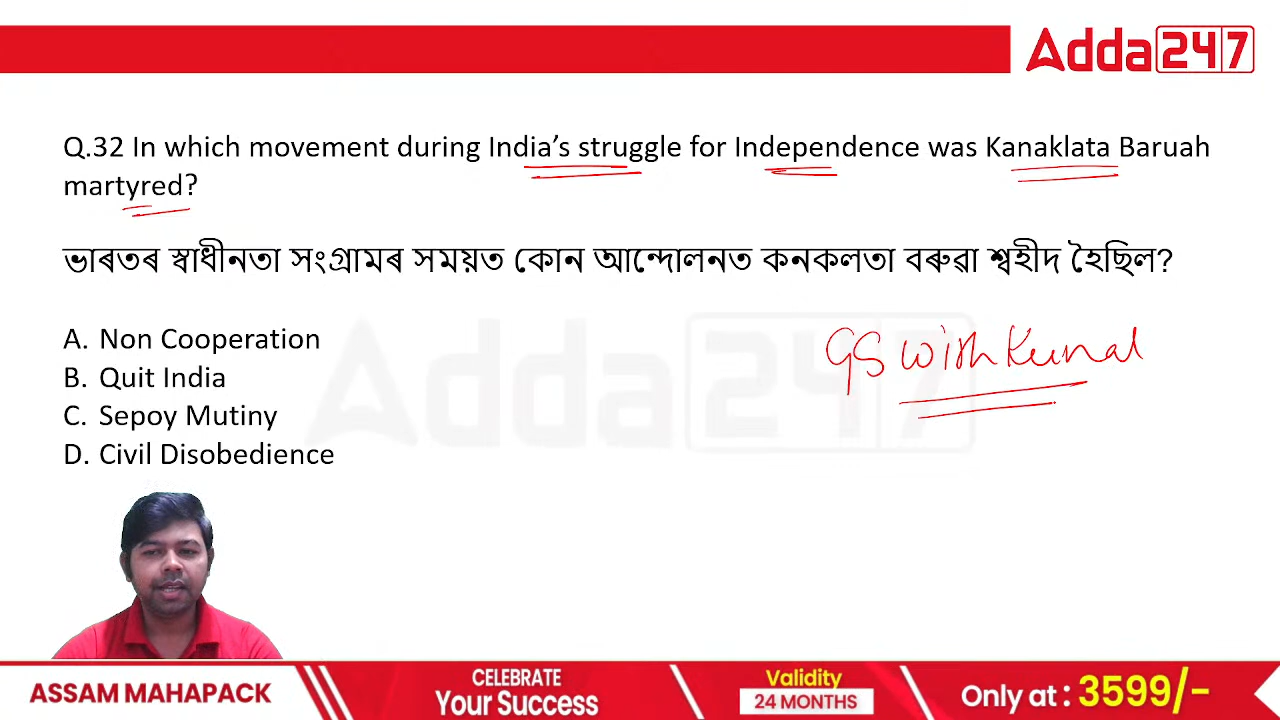 Adda247
Q.32 In which movement during India’s struggle for Independence was Kanaklata Baruah
martyred?
ভাৰতৰ স্বাধীনতা সংগ্ৰামৰ সময়ত কোন আন্দোলনত কনকলতা বৰুৱা শ্বহীদ হৈছিল?
A. Non Cooperation
B. Quit India
C. Sepoy Mutiny
D. Civil Disobedience
GS with Kunal
Adda247
ASSAM MAHAPACK
CELEBRATE
Your Success
Validity
24 MONTHS
Only at : 3599/-